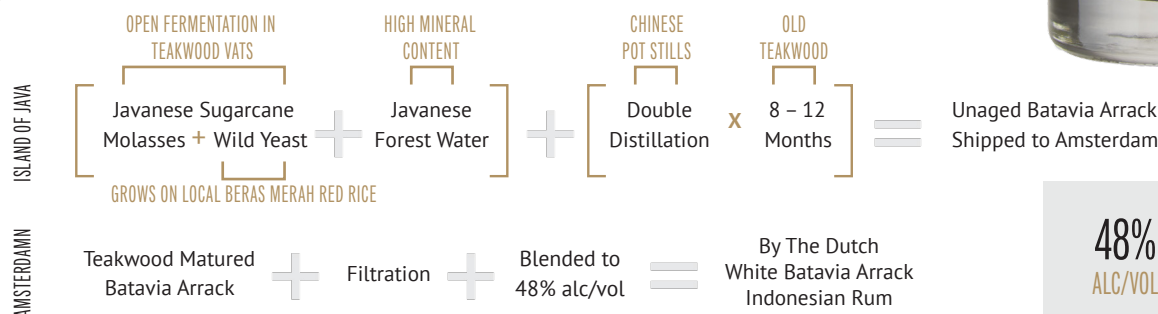 OPEN FERMENTATION IN
TEAKWOOD VATS
HIGH MINERAL
CONTENT
CHINESE
POT STILLS
OLD
TEAKWOOD
ISLAND OF JAVA
Javanese Sugarcane
Molasses + Wild Yeast
+
Javanese
Forest Water
+
Double
Distillation
x
8 – 12
Months
=
Unaged Batavia Arrack
Shipped to Amsterdam
GROWS ON LOCAL BERAS MERAH RED RICE
AMSTERDAMN
Teakwood Matured
Batavia Arrack
+
Filtration
+
Blended to
48% alc/vol
=
By The Dutch
White Batavia Arrack
Indonesian Rum
48%
ALC/VOL